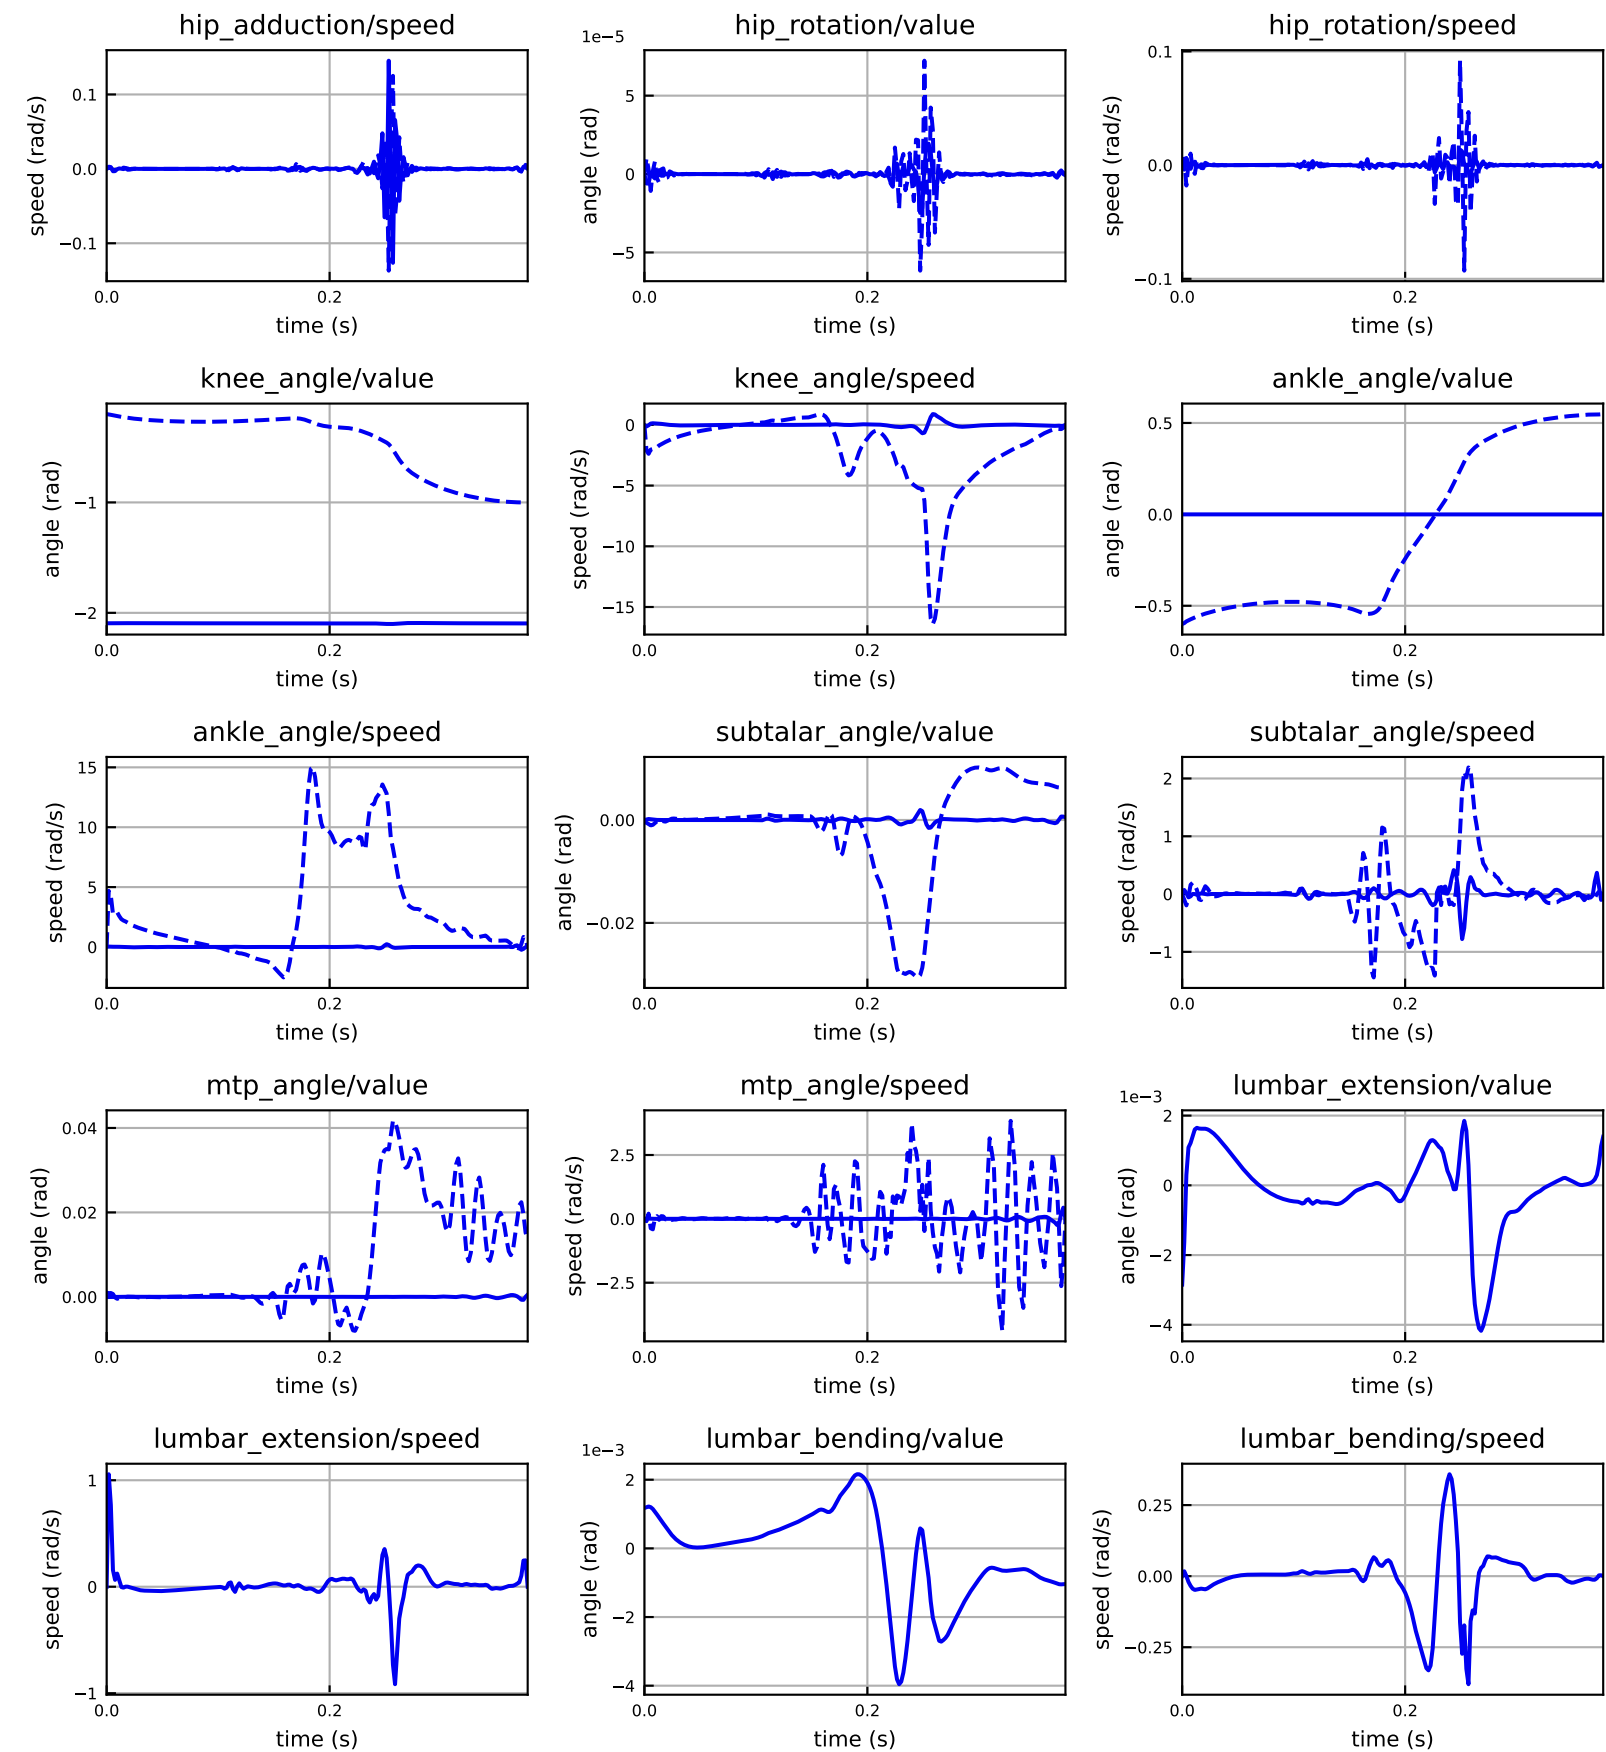 hip_adduction/speed
speed (rad/s)
0.1
0.0
−0.1
0.0
0.2
time (s)
hip_rotation/value
1e−5
angle (rad)
5
0
−5
0.0
0.2
time (s)
hip_rotation/speed
speed (rad/s)
0.1
0.0
−0.1
0.0
0.2
time (s)
knee_angle/value
angle (rad)
−1
−2
0.0
0.2
time (s)
knee_angle/speed
speed (rad/s)
0
−5
−10
−15
0.0
0.2
time (s)
ankle_angle/value
angle (rad)
0.5
0.0
−0.5
0.0
0.2
time (s)
ankle_angle/speed
speed (rad/s)
15
10
5
0
0.0
0.2
time (s)
subtalar_angle/value
angle (rad)
0.00
−0.02
0.0
0.2
time (s)
subtalar_angle/speed
speed (rad/s)
2
1
0
−1
0.0
0.2
time (s)
mtp_angle/value
angle (rad)
0.04
0.02
0.00
0.0
0.2
time (s)
mtp_angle/speed
speed (rad/s)
2.5
0.0
−2.5
0.0
0.2
time (s)
lumbar_extension/value
1e−3
angle (rad)
2
0
−2
−4
0.0
0.2
time (s)
lumbar_extension/speed
speed (rad/s)
1
0
−1
0.0
0.2
time (s)
lumbar_bending/value
1e−3
angle (rad)
2
0
−2
−4
0.0
0.2
time (s)
lumbar_bending/speed
speed (rad/s)
0.25
0.00
−0.25
0.0
0.2
time (s)